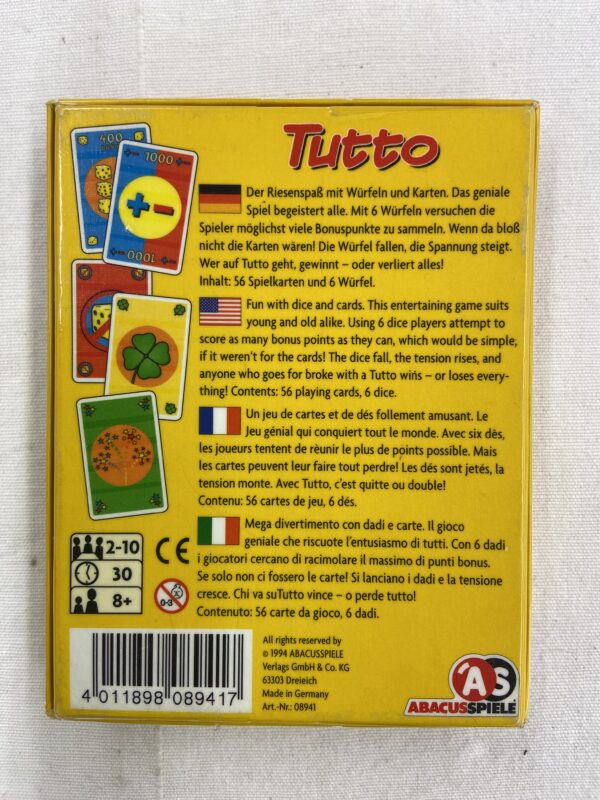 400
1000
1000
Tutto
Der Riesenspaß mit Würfeln und Karten. Das geniale
Spiel begeistert alle. Mit 6 Würfeln versuchen die
Spieler möglichst viele Bonuspunkte zu sammeln. Wenn da bloß
nicht die Karten wären! Die Würfel fallen, die Spannung steigt.
Wer auf Tutto geht, gewinnt – oder verliert alles!
Inhalt: 56 Spielkarten und 6 Würfel.
Fun with dice and cards. This entertaining game suits
young and old alike. Using 6 dice players attempt to
score as many bonus points as they can, which would be simple,
if it weren't for the cards! The dice fall, the tension rises, and
anyone who goes for broke with a Tutto wins – or loses every-
thing! Contents: 56 playing cards, 6 dice.
Un jeu de cartes et de dés follement amusant. Le
Jeu génial qui conquiert tout le monde. Avec six dès,
les joueurs tentent de rèunir le plus de points possible. Mais
les cartes peuvent leur faire tout perdre! Les dés sont jetés, la
tension monte. Avec Tutto, c'est quitte ou double!
Contenu: 56 cartes de jeu, 6 dés.
Mega divertimento con dadi e carte. Il gioco
geniale che riscuote l'entusiasmo di tutti. Con 6 dadi
i giocatori cercano di racimolare il massimo di punti bonus.
Se solo non ci fossero le carte! Si lanciano i dadi e la tensione
cresce. Chi va suTutto vince – o perde tutto!
Contenuto: 56 carte da gioco, 6 dadi.
2-10
30
8+
CE
0-3
4 011898 089417
All rights reserved by
© 1994 ABACUSSPIELE
Verlags GmbH & Co. KG
63303 Dreieich
Made in Germany
Art.-Nr.: 08941
AS
ABACUSSPIELE